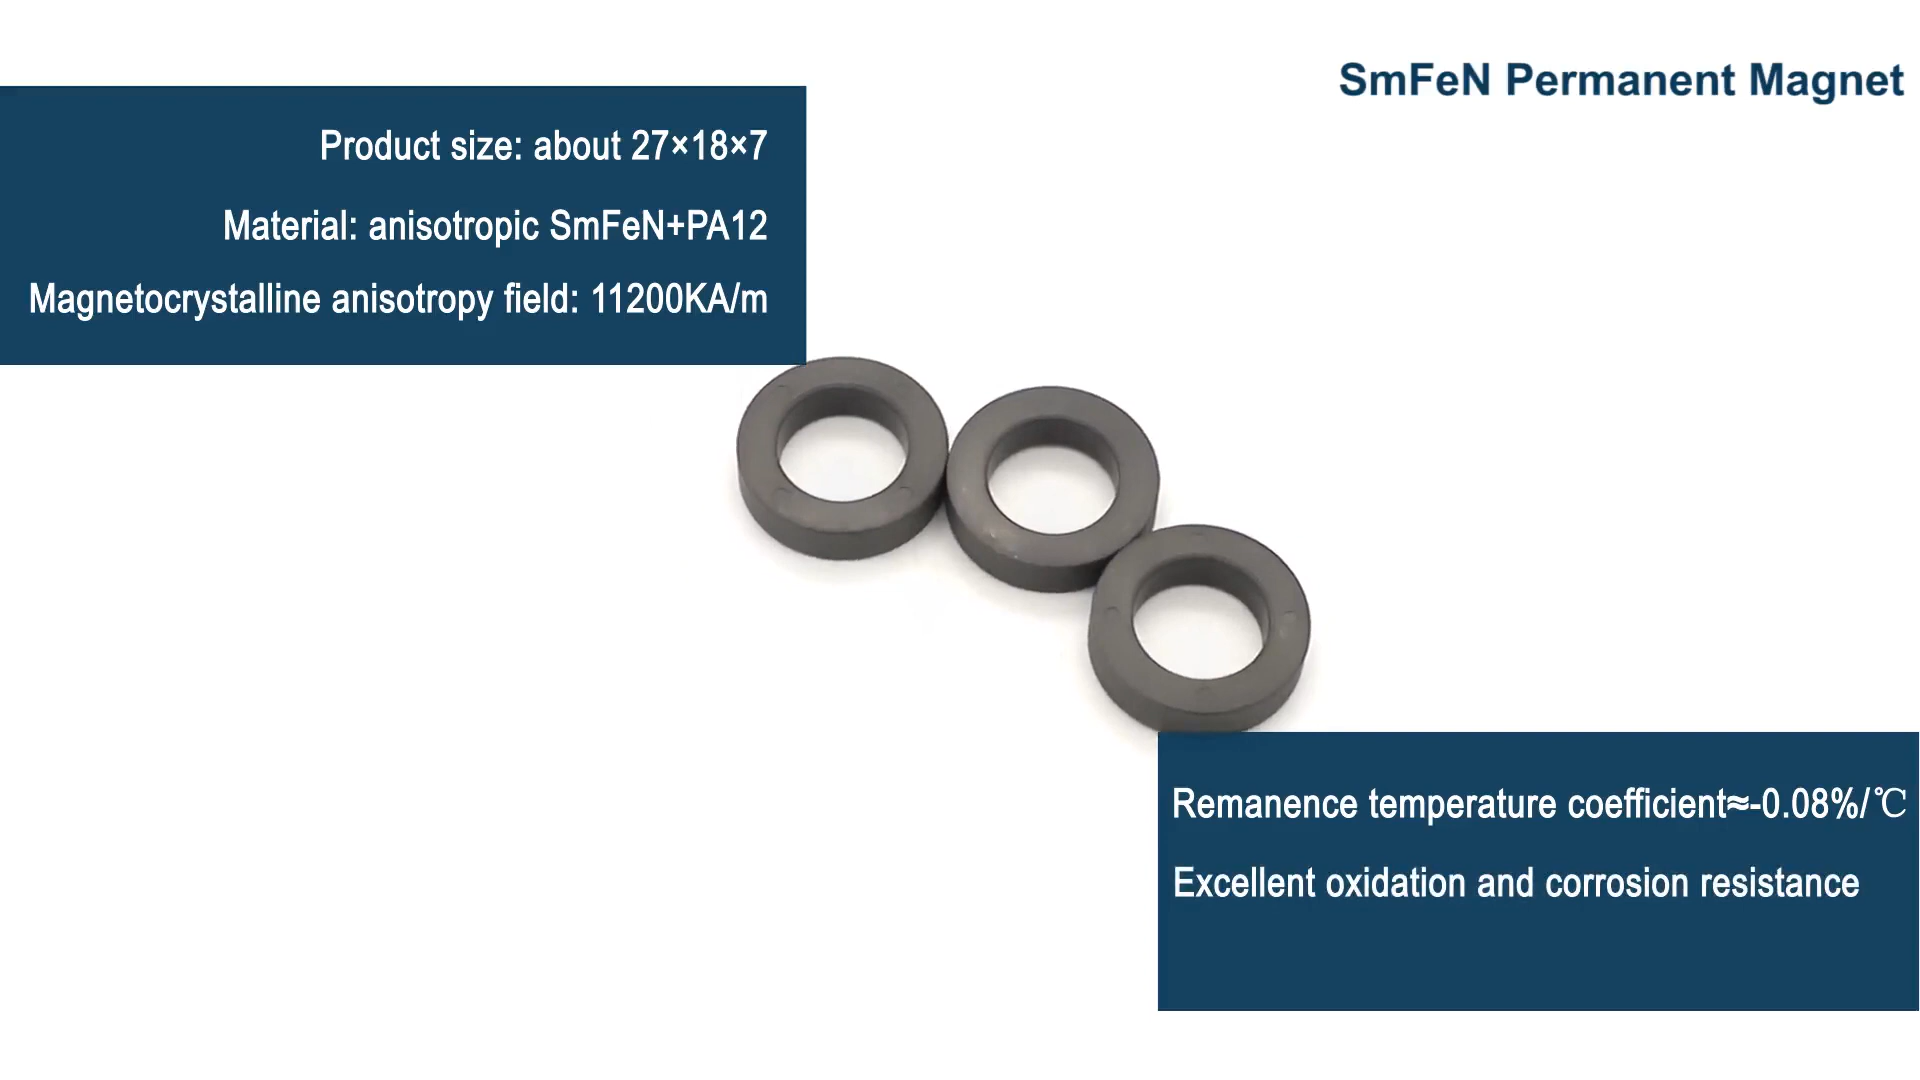 SmFeN Permanent Magnet
Product size: about 27×18×7
Material: anisotropic SmFeN+PA12
Magnetocrystalline anisotropy field: 11200KA/m
Remanence temperature coefficient≈-0.08%/℃
Excellent oxidation and corrosion resistance